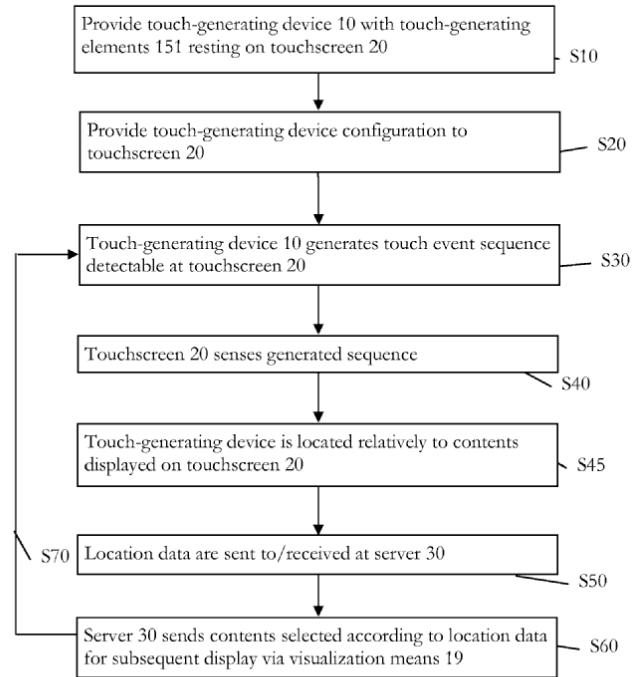 Provide touch-generating device 10 with touch-generating
elements 151 resting on touchscreen 20
S10
Provide touch-generating device configuration to
touchscreen 20
S20
Touch-generating device 10 generates touch event sequence
detectable at touchscreen 20
S30
Touchscreen 20 senses generated sequence
S40
Touch-generating device is located relatively to contents
displayed on touchscreen 20
S45
S70
Location data are sent to/received at server 30
S50
Server 30 sends contents selected according to location data
for subsequent display via visualization means 19
S60